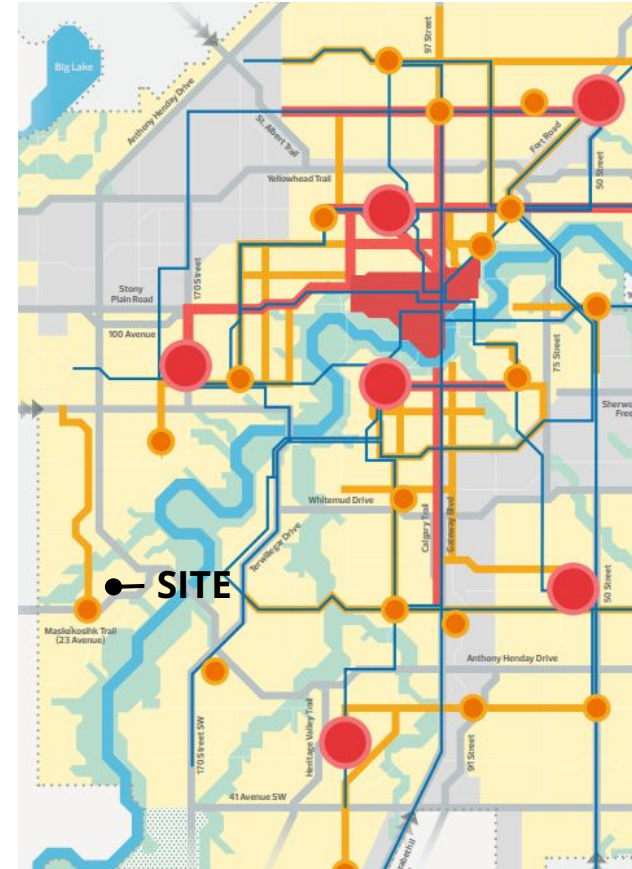 97 Street
Big Lake
Anthony Henday Drive
St. Albert Trail
Fort Road
50 Street
Yellowhead Trail
170 Street
Stony
Plain Road
100 Avenue
75 Street
Whitemud Drive
Calgary Trail
Gateway Blvd
Terwillegar Drive
SITE
50 Street
Maskekosihk Trail
(23 Avenue)
Anthony Henday Drive
170 Street SW
Heritage Valley Trail
91 Street
41 Avenue SW